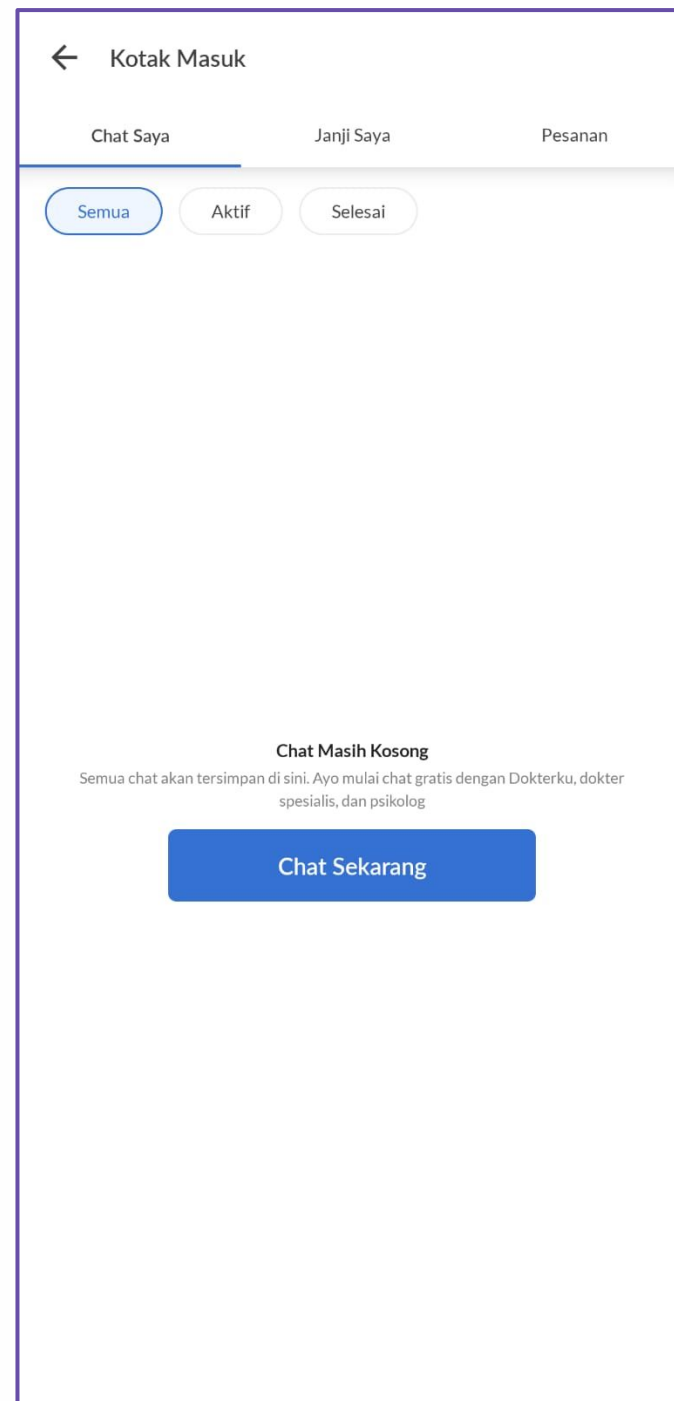 Kotak Masuk
Chat Saya Janji Saya Pesanan
Semua Aktif Selesai
Chat Masih Kosong
Semua chat akan tersimpan di sini. Ayo mulai chat gratis dengan Dokterku, dokter
spesialis, dan psikolog
Chat Sekarang